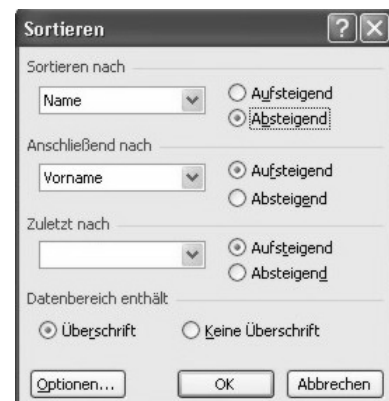 Sortieren
Sortieren nach
Name
Aufsteigend
Absteigend
Anschließend nach
Vorname
Aufsteigend
Absteigend
Zuletzt nach
Aufsteigend
Absteigend
Datenbereich enthält
Überschrift Keine Überschrift
Optionen... OK Abbrechen